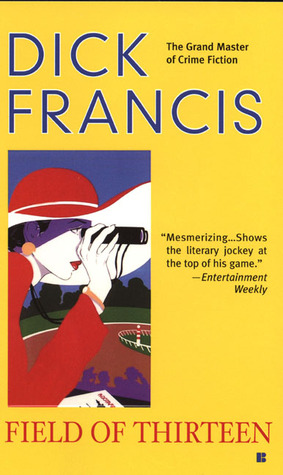 DICK
FRANCIS
The Grand Master
of Crime Fiction
“Mesmerizing...Shows
the literary jockey at
the top of his game.”
—Entertainment
Weekly
FIELD OF THIRTEEN
B